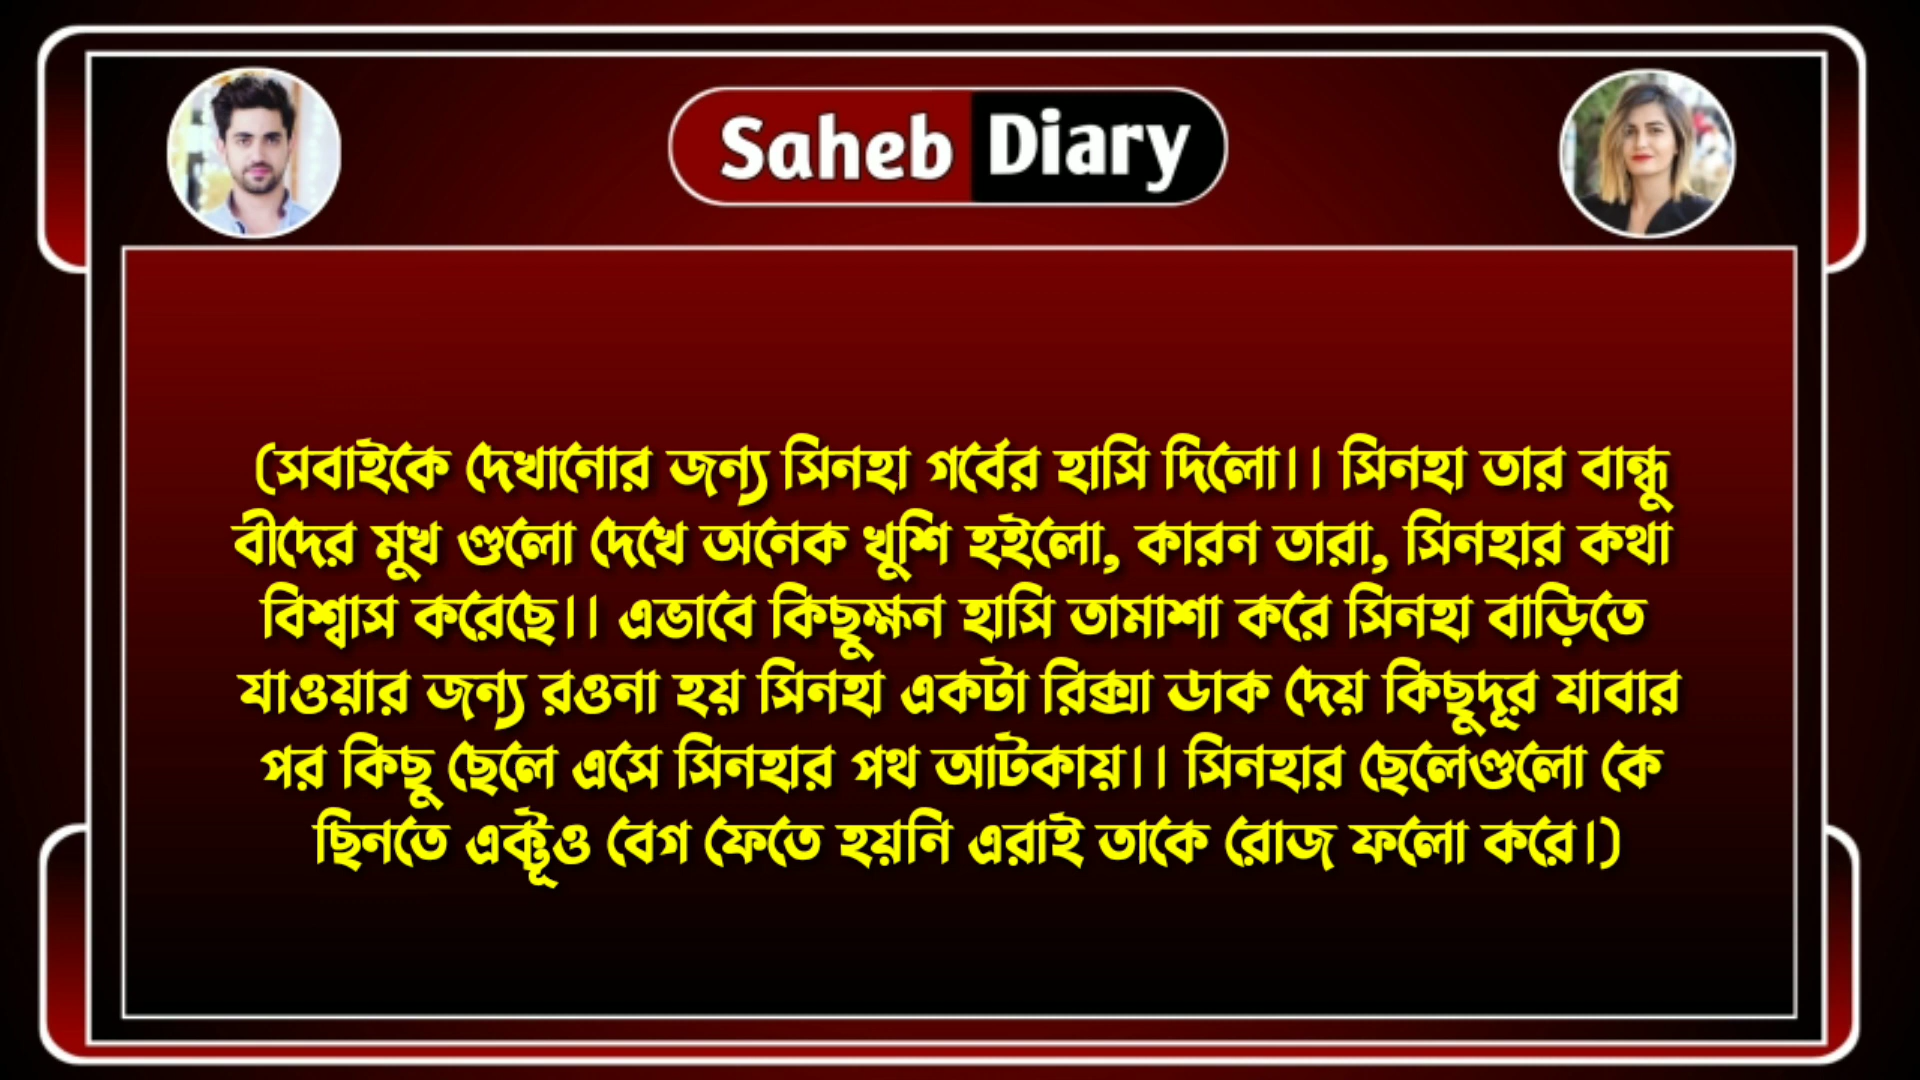 Saheb Diary
(সবাইকে দেখানোর জন্য সিনহা গর্বের হাসি দিলো।। সিনহা তার বান্ধু
বীদের মুখ গুলো দেখে অনেক খুশি হইলো, কারন তারা, সিনহার কথা
বিশ্বাস করেছে।। এভাবে কিছুক্ষন হাসি তামাশা করে সিনহা বাড়িতে
যাওয়ার জন্য রওনা হয় সিনহা একটা রিক্সা ডাক দেয় কিছুদূর যাবার
পর কিছু ছেলে এসে সিনহার পথ আটকায়।। সিনহার ছেলেগুলো কে
ছিনতে এক্টূও বেগ ফেতে হয়নি এরাই তাকে রোজ ফলো করে।)